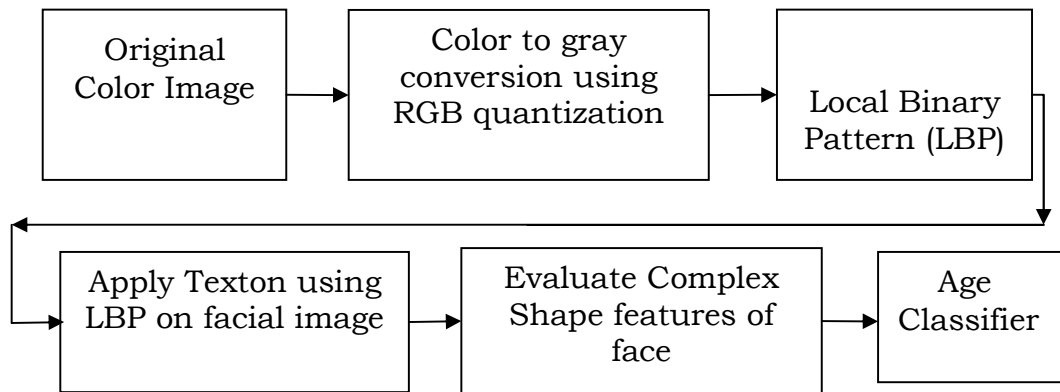 Original
Color Image
Color to gray
conversion using
RGB quantization
Local Binary
Pattern (LBP)
Apply Texton using
LBP on facial image
Evaluate Complex
Shape features of
face
Age
Classifier